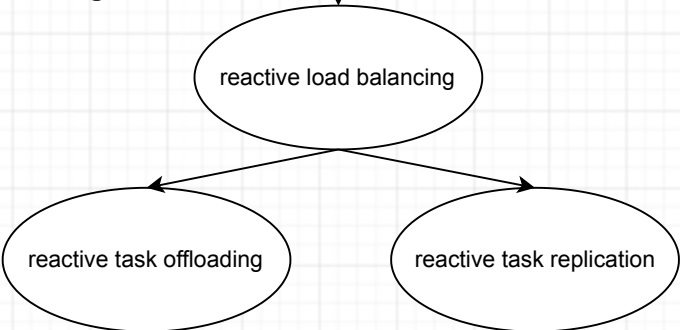 reactive load balancing
reactive task offloading
reactive task replication